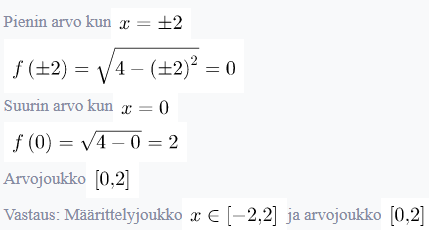 Pienin arvo kun x = ±2
f (±2) = √(4 − (±2)²) = 0
Suurin arvo kun x = 0
f (0) = √(4 − 0) = 2
Arvojoukko [0,2]
Vastaus: Määrittelyjoukko x ∈ [−2,2] ja arvojoukko [0,2]